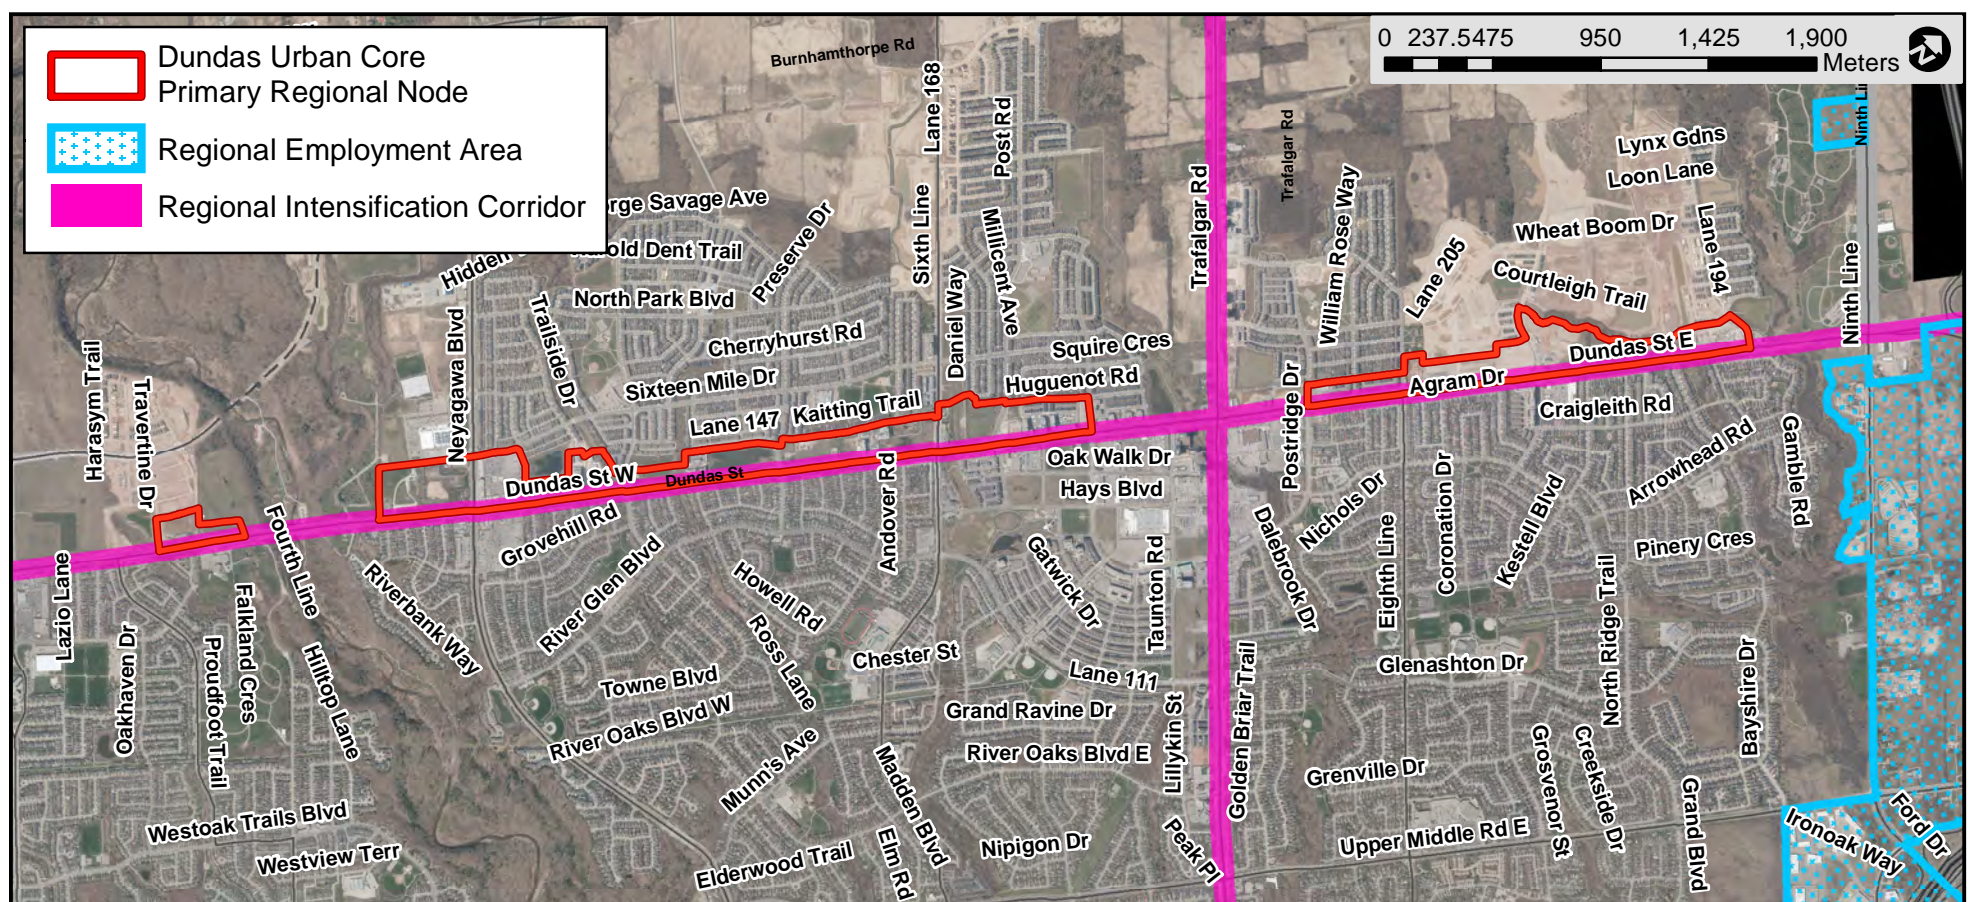 Dundas Urban Core
Primary Regional Node
Regional Employment Area
Regional Intensification Corridor
0 237.5475 950 1,425 1,900
Meters
Burnhamthorpe Rd
Lane 168
Post Rd
Trafalgar Rd
Trafalgar Rd
Ninth Li
Lynx Gdns
Loon Lane
Lane 194
Wheat Boom Dr
Courtleigh Trail
Lane 205
William Rose Way
Ninth Line
rge Savage Ave
rold Dent Trail
Hidden
Preserve Dr
North Park Blvd
Sixth Line
Millicent Ave
Daniel Way
Trailside Dr
Neyagawa Blvd
Cherryhurst Rd
Squire Cres
Sixteen Mile Dr
Huguenot Rd
Lane 147
Kaitting Trail
Dundas St E
Agram Dr
Postridge Dr
Craigleith Rd
Harasym Trail
Travertine Dr
Dundas St W
Dundas St
Andover Rd
Oak Walk Dr
Hays Blvd
Arrowhead Rd
Gamble Rd
Fourth Line
Grovehill Rd
River Glen Blvd
Riverbank Way
Howell Rd
Ross Lane
Gatwick Dr
Taunton Rd
Dalebrook Dr
Nichols Dr
Eighth Line
Coronation Dr
Kestell Blvd
Pinery Cres
North Ridge Trail
Lazio Lane
Oakhaven Dr
Proudfoot Trail
Falkland Cres
Hilltop Lane
Chester St
Lane 111
Towne Blvd
River Oaks Blvd W
Grand Ravine Dr
River Oaks Blvd E
Lillykin St
Golden Briar Trail
Glenashton Dr
Bayshire Dr
Munn's Ave
Madden Blvd
Grenville Dr
Grosvenor St
Creekside Dr
Grand Blvd
Westoak Trails Blvd
Westview Terr
Elderwood Trail
Elm Rd
Nipigon Dr
Peak Pl
Upper Middle Rd E
Ironoak Way
Ford Dr